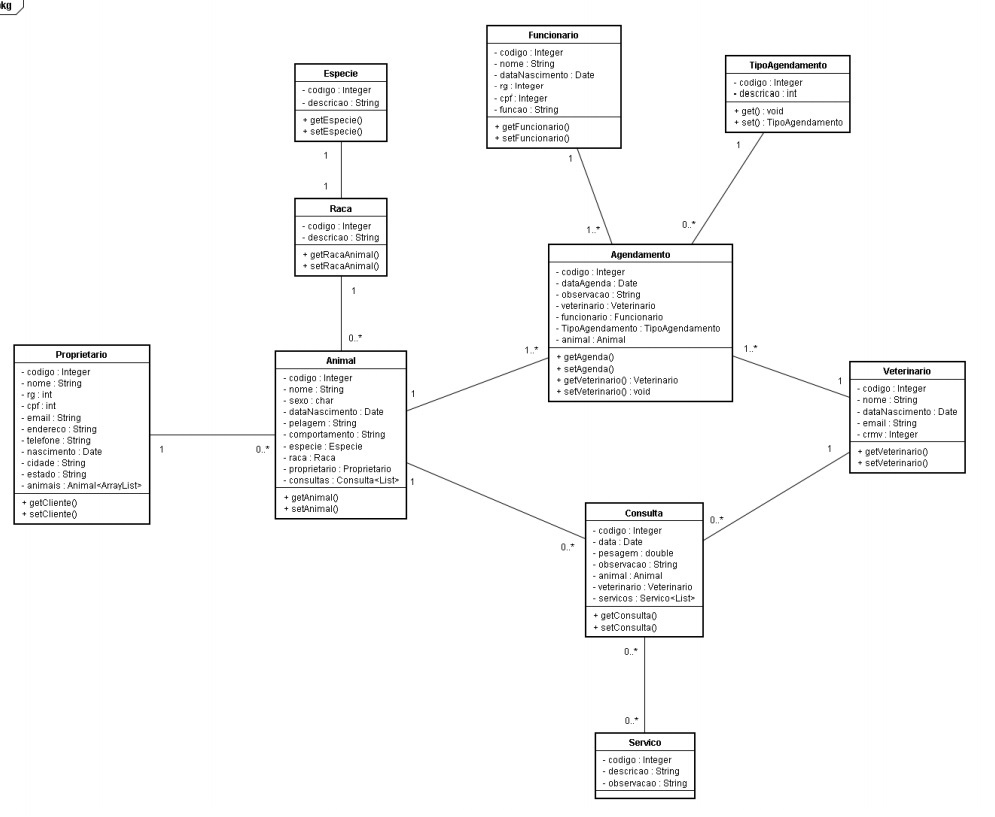 kg
Funcionario
- codigo : Integer
- nome : String
- dataNascimento : Date
- rg : Integer
- cpf : Integer
- funcao : String
+ getFuncionario()
+ setFuncionario()
TipoAgendamento
- codigo : Integer
- descricao : int
+ get() : void
+ set() : TipoAgendamento
Especie
- codigo : Integer
- descricao : String
+ getEspecie()
+ setEspecie()
1
1
1
1
Raca
- codigo : Integer
- descricao : String
+ getRacaAnimal()
+ setRacaAnimal()
1..*
0..*
Agendamento
- codigo : Integer
- dataAgenda : Date
- observacao : String
- veterinario : Veterinario
- funcionario : Funcionario
- TipoAgendamento : TipoAgendamento
- animal : Animal
+ getAgenda()
+ setAgenda()
+ getVeterinario() : Veterinario
+ setVeterinario() : void
1
0..*
Proprietario
- codigo : Integer
- nome : String
- rg : int
- cpf : int
- email : String
- endereco : String
- telefone : String
- nascimento : Date
- cidade : String
- estado : String
- animais : Animal<ArrayList>
+ getCliente()
+ setCliente()
1
0..*
Animal
- codigo : Integer
- nome : String
- sexo : char
- dataNascimento : Date
- pelagem : String
- comportamento : String
- especie : Especie
- raca : Raca
- proprietario : Proprietario
- consultas : Consulta<List>
+ getAnimal()
+ setAnimal()
1..*
1
1
1..*
1
Veterinario
- codigo : Integer
- nome : String
- dataNascimento : Date
- email : String
- crmv : Integer
+ getVeterinario()
+ setVeterinario()
1
0..*
0..*
Consulta
- codigo : Integer
- data : Date
- pesagem : double
- observacao : String
- animal : Animal
- veterinario : Veterinario
- servicos : Servico<List>
+ getConsulta()
+ setConsulta()
0..*
0..*
Servico
- codigo : Integer
- descricao : String
- observacao : String